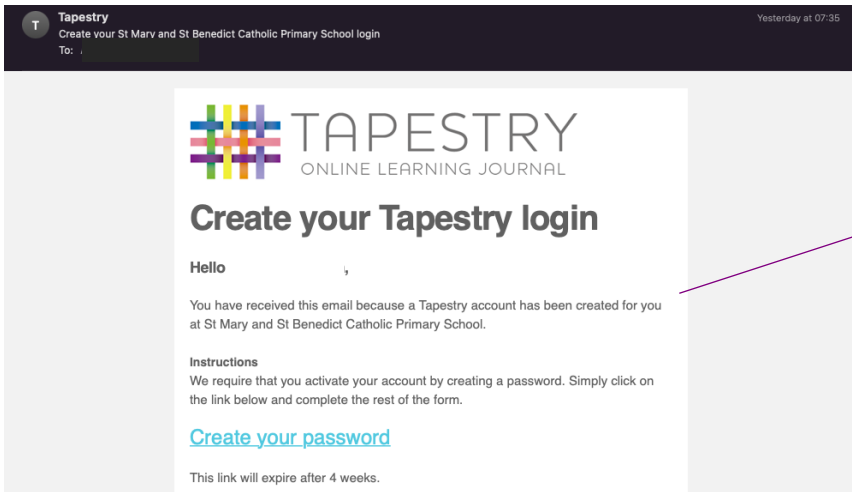 T
Tapestry
Yesterday at 07:35
Create your St Mary and St Benedict Catholic Primary School login
To:
TAPESTRY
ONLINE LEARNING JOURNAL
Create your Tapestry login
Hello ,
You have received this email because a Tapestry account has been created for you
at St Mary and St Benedict Catholic Primary School.
Instructions
We require that you activate your account by creating a password. Simply click on
the link below and complete the rest of the form.
Create your password
This link will expire after 4 weeks.